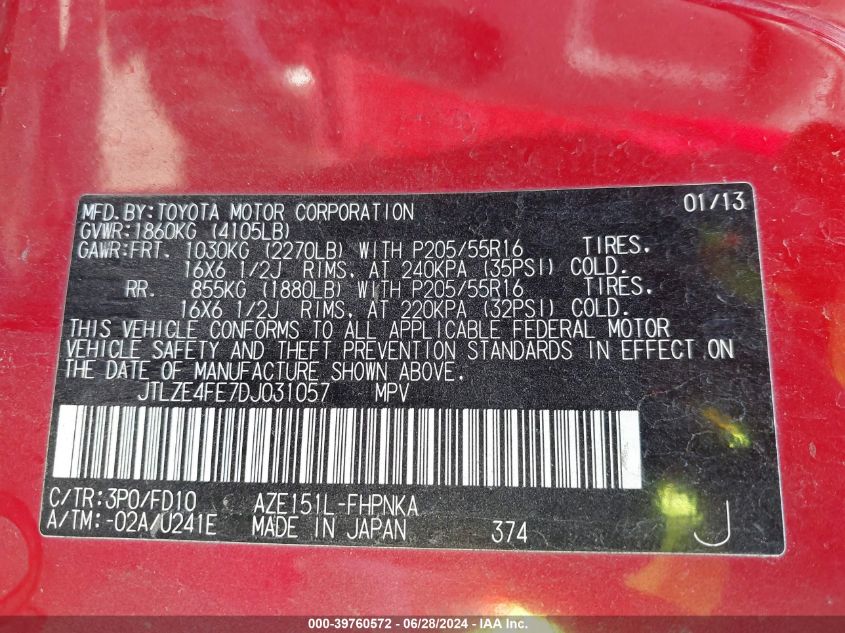 MFD.BY:TOYOTA MOTOR CORPORATION 01/13
GVWR:1860KG (4105LB)
GAWR:FRT. 1030KG (2270LB) WITH P205/55R16 TIRES.
16X6 1/2J RIMS. AT 240KPA (35PSI) COLD.
RR. 855KG (1880LB) WITH P205/55R16 TIRES.
16X6 1/2J RIMS. AT 220KPA (32PSI) COLD.
THIS VEHICLE CONFORMS TO ALL APPLICABLE FEDERAL MOTOR
VEHICLE SAFETY AND THEFT PREVENTION STANDARDS IN EFFECT ON
THE DATE OF MANUFACTURE SHOWN ABOVE.
JTLZE4FE7DJ031057 MPV
C/TR:3P0/FD10 AZE151L-FHPNKA
A/TM:-02A/U241E MADE IN JAPAN 374 J
000-39760572 - 06/28/2024 - IAA Inc.